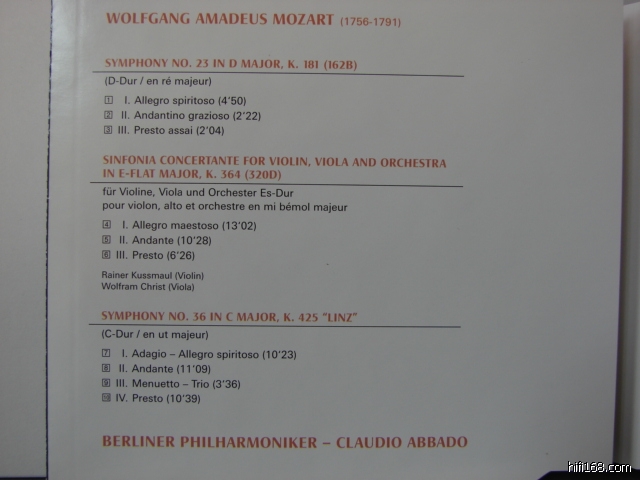 WOLFGANG AMADEUS MOZART (1756-1791)
SYMPHONY NO. 23 IN D MAJOR, K. 181 (162B)
(D-Dur / en ré majeur)
1 I. Allegro spiritoso (4'50)
2 II. Andantino grazioso (2'22)
3 III. Presto assai (2'04)
SINFONIA CONCERTANTE FOR VIOLIN, VIOLA AND ORCHESTRA
IN E-FLAT MAJOR, K. 364 (320D)
für Violine, Viola und Orchester Es-Dur
pour violon, alto et orchestre en mi bémol majeur
4 I. Allegro maestoso (13'02)
5 II. Andante (10'28)
6 III. Presto (6'26)
Rainer Kussmaul (Violin)
Wolfram Christ (Viola)
SYMPHONY NO. 36 IN C MAJOR, K. 425 "LINZ"
(C-Dur / en ut majeur)
7 I. Adagio – Allegro spiritoso (10'23)
8 II. Andante (11'09)
9 III. Menuetto – Trio (3'36)
10 IV. Presto (10'39)
BERLINER PHILHARMONIKER – CLAUDIO ABBADO
hifi168.com